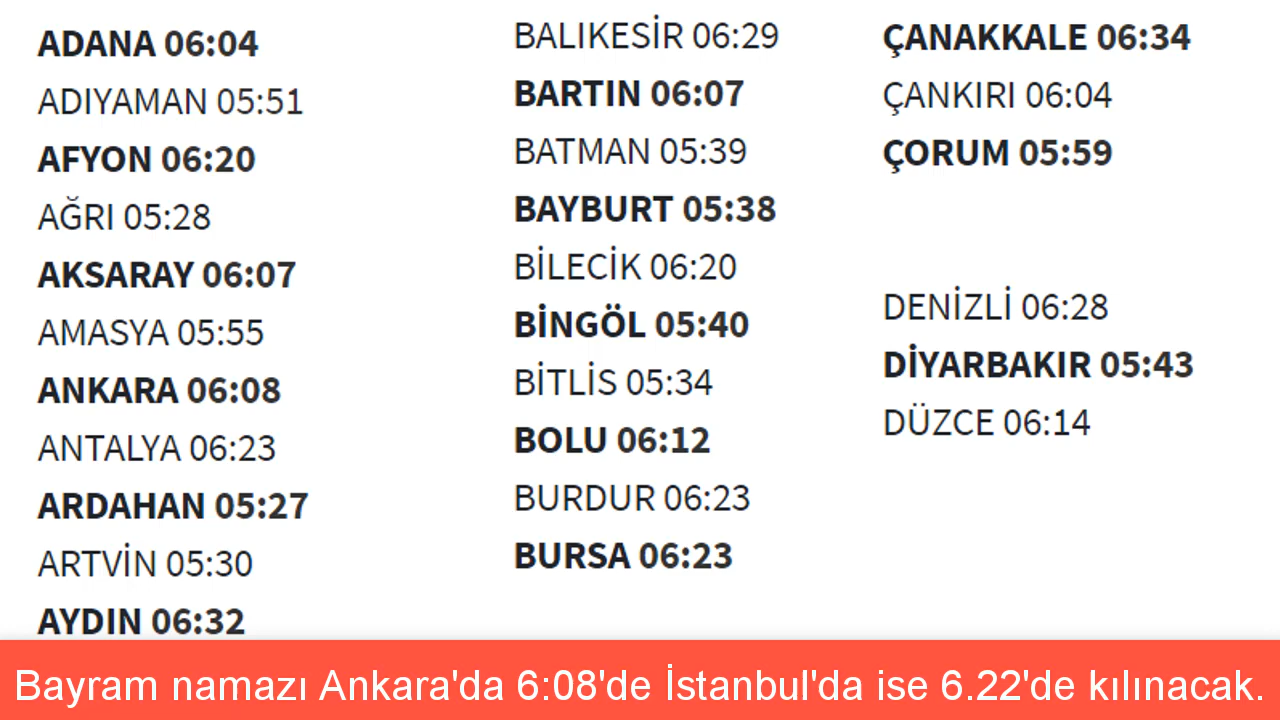 ADANA 06:04
ADIYAMAN 05:51
AFYON 06:20
AĞRI 05:28
AKSARAY 06:07
AMASYA 05:55
ANKARA 06:08
ANTALYA 06:23
ARDAHAN 05:27
ARTVİN 05:30
AYDIN 06:32
BALIKESİR 06:29
BARTIN 06:07
BATMAN 05:39
BAYBURT 05:38
BİLECİK 06:20
BİNGÖL 05:40
BİTLİS 05:34
BOLU 06:12
BURDUR 06:23
BURSA 06:23
ÇANAKKALE 06:34
ÇANKIRI 06:04
ÇORUM 05:59
DENİZLİ 06:28
DİYARBAKIR 05:43
DÜZCE 06:14
Bayram namazı Ankara'da 6:08'de İstanbul'da ise 6.22'de kılınacak.